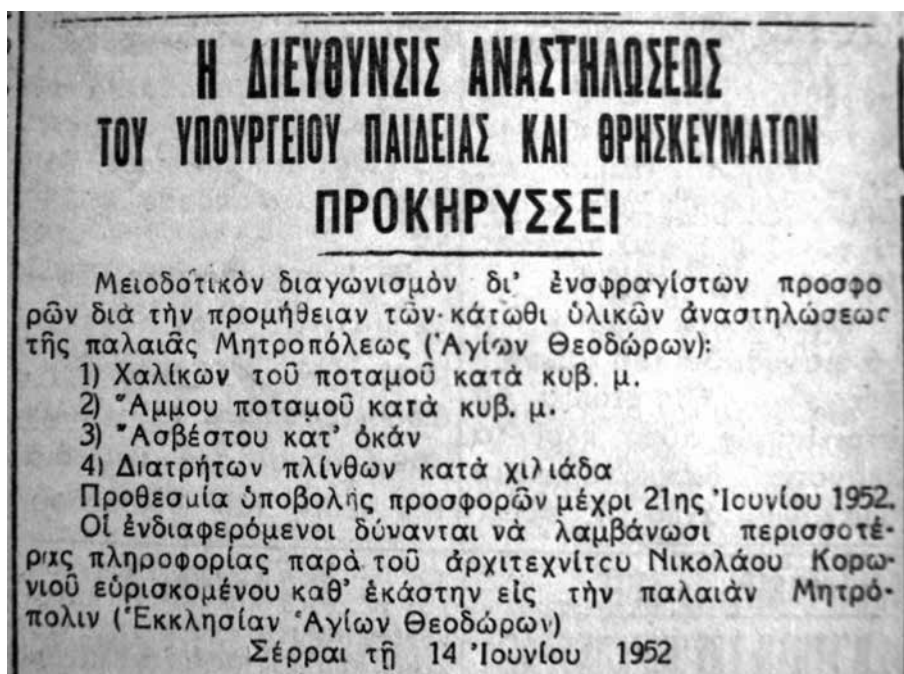 Η ΔΙΕΥΘΥΝΣΙΣ ΑΝΑΣΤΗΛΩΣΕΩΣ
ΤΟΥ ΥΠΟΥΡΓΕΙΟΥ ΠΑΙΔΕΙΑΣ ΚΑΙ ΘΡΗΣΚΕΥΜΑΤΩΝ
ΠΡΟΚΗΡΥΣΣΕΙ
Μειοδοτικὸν διαγωνισμὸν δι' ἐνσφραγίστων προσφο
ρῶν διὰ τὴν προμήθειαν τῶν κάτωθι ὑλικῶν ἀναστηλώσεως
τῆς παλαιᾶς Μητροπόλεως (Ἁγίων Θεοδώρων):
1) Χαλίκων τοῦ ποταμοῦ κατὰ κυβ. μ.
2) Ἄμμου ποταμοῦ κατὰ κυβ. μ.
3) Ἀσβέστου κατ' ὀκάν
4) Διατρήτων πλίνθων κατὰ χιλιάδα
Προθεσμία ὑποβολῆς προσφορῶν μέχρι 21ης Ἰουνίου 1952.
Οἱ ἐνδιαφερόμενοι δύνανται νὰ λαμβάνωσι περισσοτέ-
ρας πληροφορίας παρὰ τοῦ ἀρχιτεχνίτου Νικολάου Κορω-
νιοῦ εὑρισκομένου καθ' ἑκάστην εἰς τὴν παλαιὰν Μητρό-
πολιν (Ἐκκλησίαν Ἁγίων Θεοδώρων)
Σέρραι τῇ 14 Ἰουνίου 1952